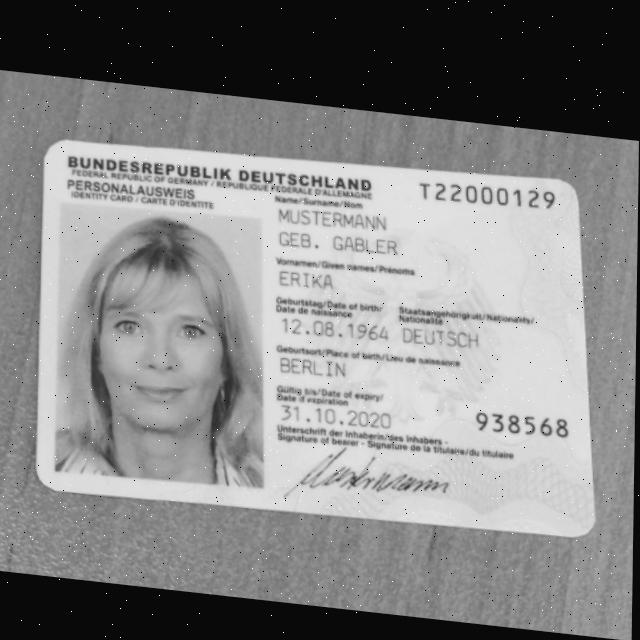 BUNDESREPUBLIK DEUTSCHLAND
FEDERAL REPUBLIC OF GERMANY / REPUBLIQUE FEDERALE D'ALLEMAGNE
PERSONALAUSWEIS
IDENTITY CARD / CARTE D'IDENTITE
T22000129
Name/Surname/Nom
MUSTERMANN
GEB. GABLER
Vornamen/Given names/Prénoms
ERIKA
Geburtstag/Date of birth/ Staatsangehörigkeit/Nationality/
Date de naissance Nationalité
12.08.1964 DEUTSCH
Geburtsort/Place of birth/Lieu de naissance
BERLIN
Gültig bis/Date of expiry/
Date d'expiration
31.10.2020
938568
Unterschrift der Inhaberin/des Inhabers -
Signature of bearer - Signature de la titulaire/du titulaire
Mustermann